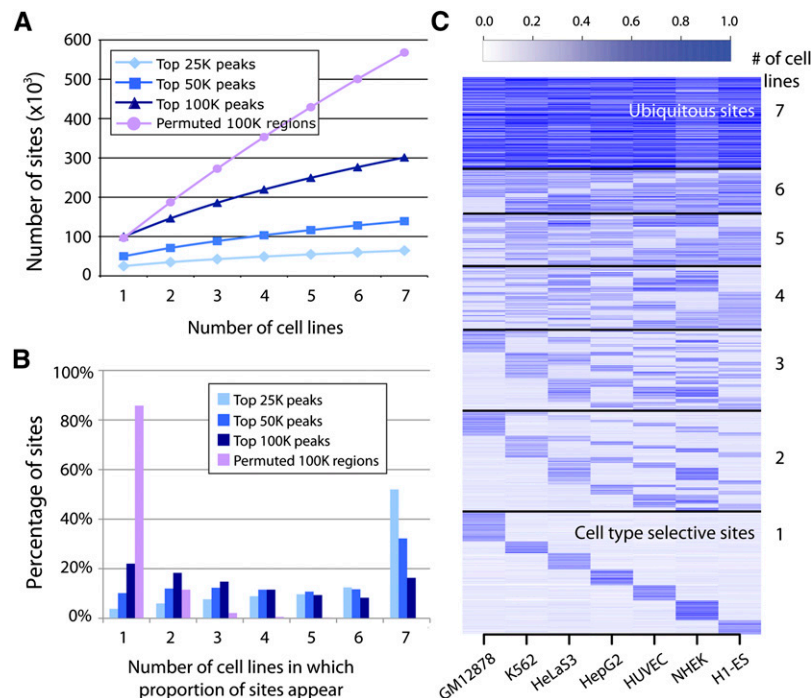 A
600
500
400
300
200
100
0
Number of sites (x10³)
Top 25K peaks
Top 50K peaks
Top 100K peaks
Permuted 100K regions
1 2 3 4 5 6 7
Number of cell lines
B
100%
80%
60%
40%
20%
0%
Percentage of sites
Top 25K peaks
Top 50K peaks
Top 100K peaks
Permuted 100K regions
1 2 3 4 5 6 7
Number of cell lines in which
proportion of sites appear
C
0.0 0.2 0.4 0.6 0.8 1.0
# of cell
lines
Ubiquitous sites
7
6
5
4
3
2
1
Cell type selective sites
GM12878
K562
HeLaS3
HepG2
HUVEC
NHEK
H1-ES